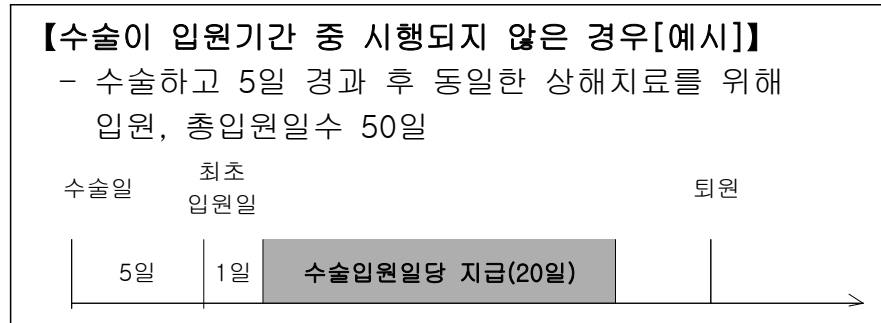 【수술이 입원기간 중 시행되지 않은 경우[예시]】
- 수술하고 5일 경과 후 동일한 상해치료를 위해
입원, 총입원일수 50일
수술일
최초
입원일
퇴원
5일
1일
수술입원일당 지급(20일)